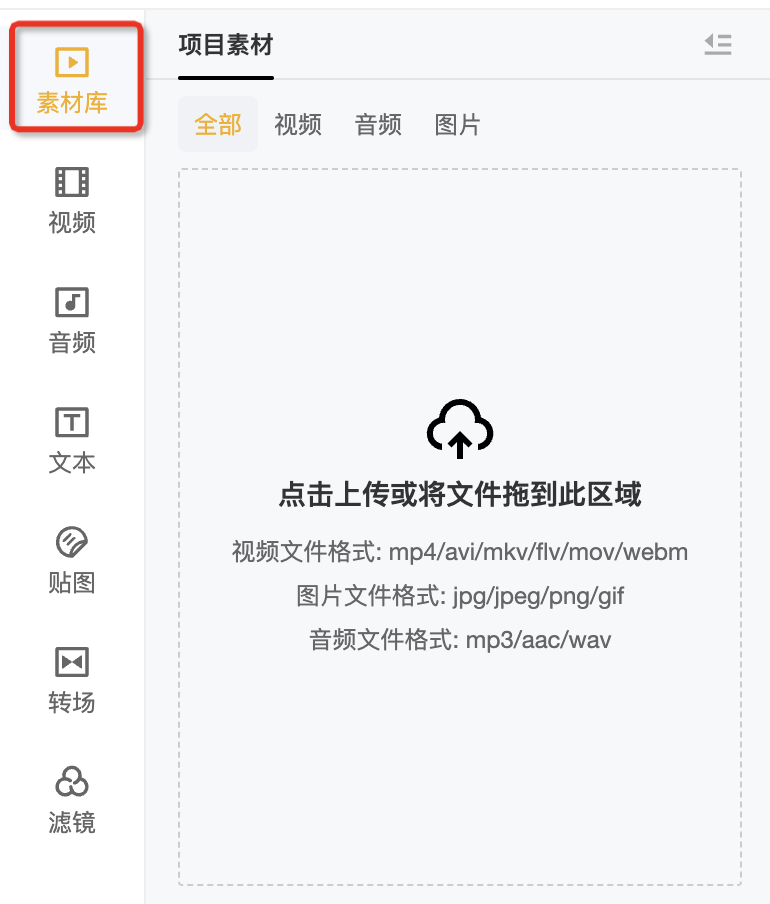 素材库
视频
音频
文本
贴图
转场
滤镜
项目素材
全部 视频 音频 图片
点击上传或将文件拖到此区域
视频文件格式: mp4/avi/mkv/flv/mov/webm
图片文件格式: jpg/jpeg/png/gif
音频文件格式: mp3/aac/wav